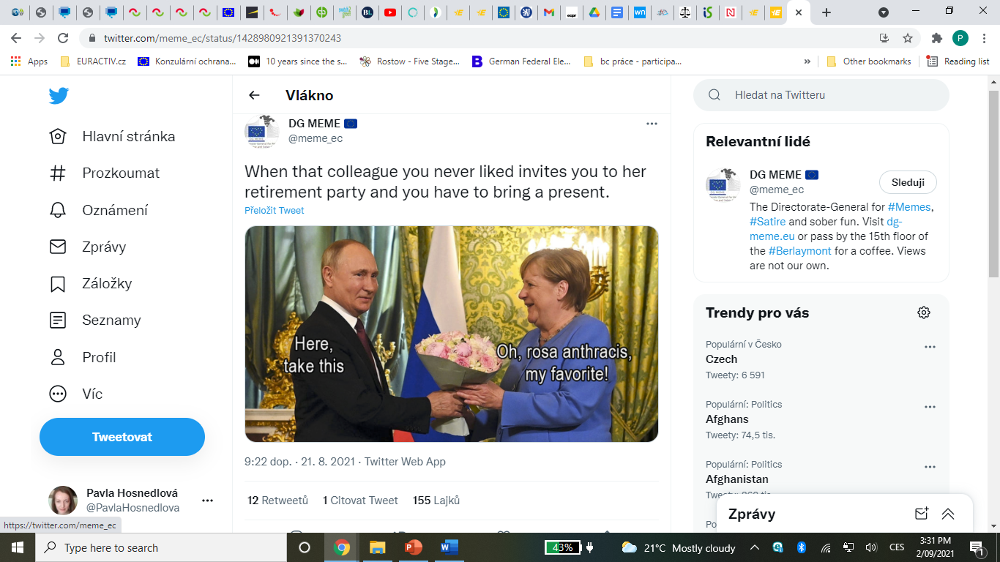 twitter.com/meme_ec/status/1428980921391370243
P
Apps
EURACTIV.cz
Konzulární ochrana...
10 years since the s...
Rostow - Five Stage...
German Federal Ele...
bc práce - participa...
»
Other bookmarks
Reading list
Hlavní stránka
Prozkoumat
Oznámení
Zprávy
Záložky
Seznamy
Profil
Víc
Tweetovat
Pavla Hosnedlová
@PavlaHosnedlova
https://twitter.com/meme_ec
Vlákno
DG MEME
@meme_ec
When that colleague you never liked invites you to her
retirement party and you have to bring a present.
Přeložit Tweet
Here,
take this
Oh, rosa anthracis,
my favorite!
9:22 dop. · 21. 8. 2021 · Twitter Web App
12 Retweetů 1 Citovat Tweet 155 Lajků
Hledat na Twitteru
Relevantní lidé
DG MEME
@meme_ec
Sleduji
The Directorate-General for #Memes,
#Satire and sober fun. Visit dg-
meme.eu or pass by the 15th floor of
the #Berlaymont for a coffee. Views
are not our own.
Trendy pro vás
Populární v Česko
Czech
Tweety: 6 591
Populární: Politics
Afghans
Tweety: 74,5 tis.
Populární: Politics
Afghanistan
Zprávy
Type here to search
43%
21°C Mostly cloudy
CES
3:31 PM
2/09/2021
1